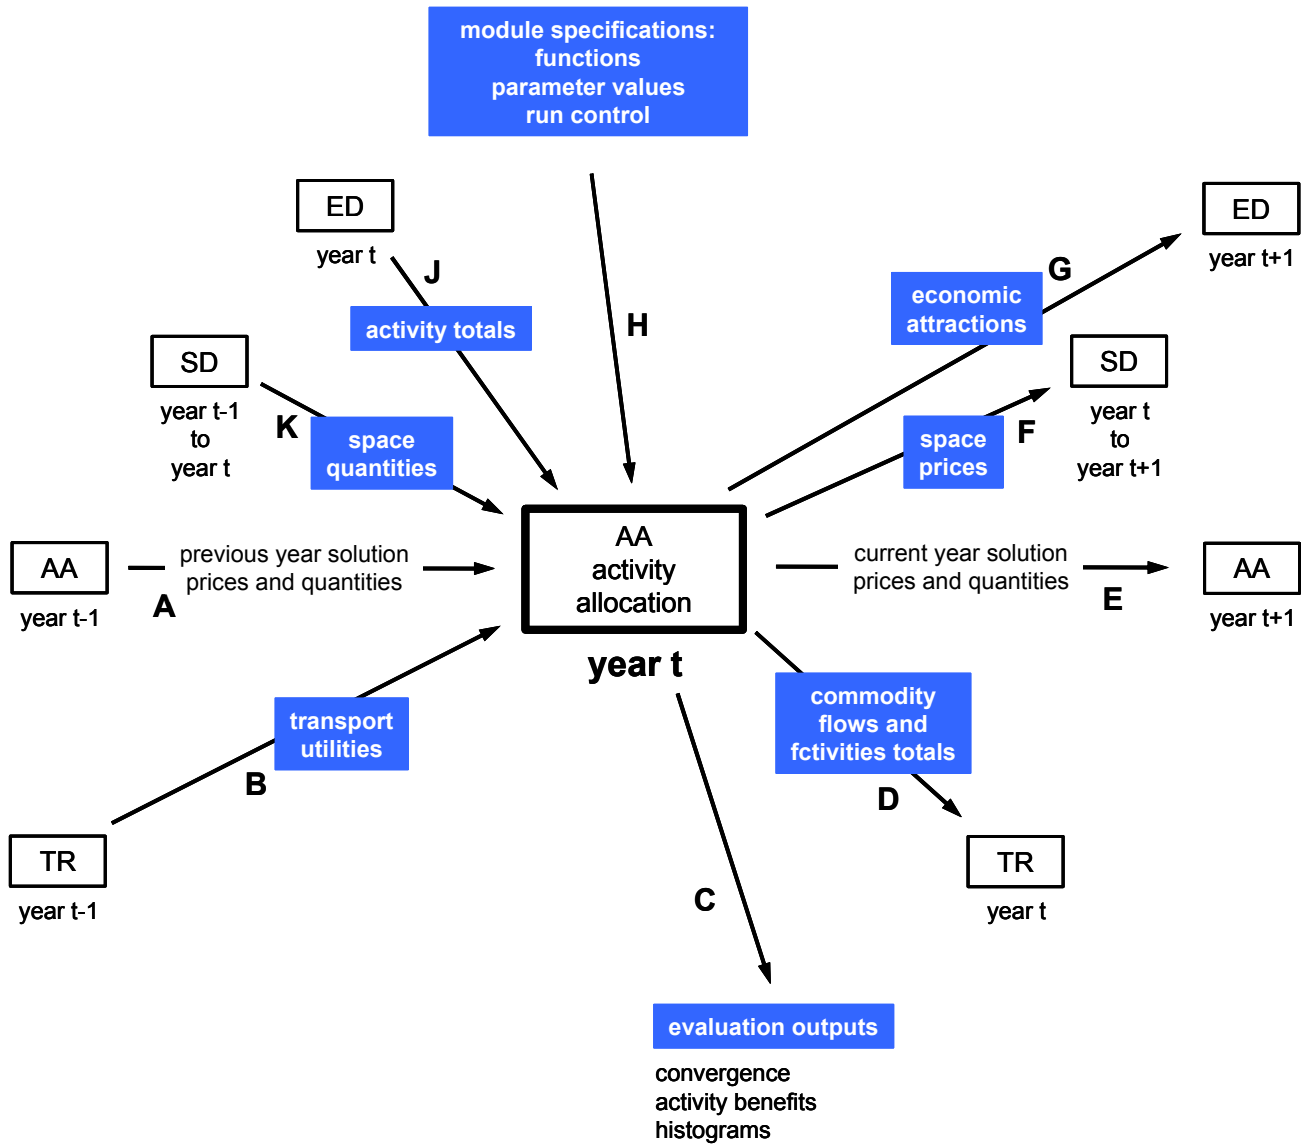 module specifications:
functions
parameter values
run control
ED
year t
J
activity totals
H
ED
year t+1
G
economic
attractions
SD
year t-1
to
year t
K
space
quantities
SD
year t
to
year t+1
F
space
prices
AA
year t-1
A
previous year solution
prices and quantities
AA
activity
allocation
year t
current year solution
prices and quantities
E
AA
year t+1
transport
utilities
B
TR
year t-1
commodity
flows and
fctivities totals
D
TR
year t
C
evaluation outputs
convergence
activity benefits
histograms